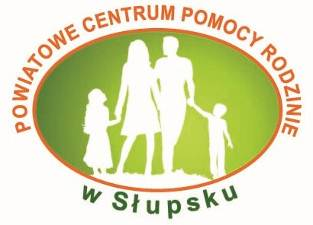 POWIATOWE CENTRUM POMOCY RODZINIE
w Słupsku